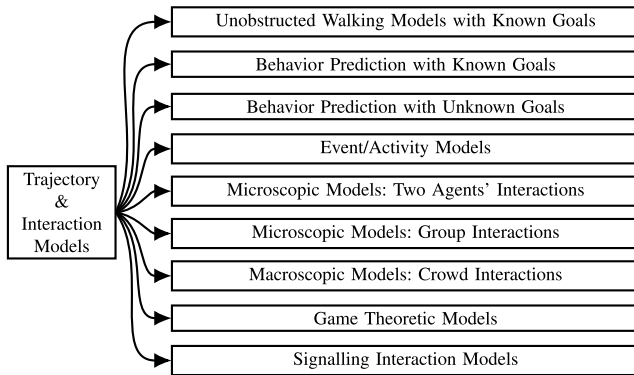 Unobstructed Walking Models with Known Goals
Behavior Prediction with Known Goals
Behavior Prediction with Unknown Goals
Event/Activity Models
Trajectory
&
Interaction
Models
Microscopic Models: Two Agents' Interactions
Microscopic Models: Group Interactions
Macroscopic Models: Crowd Interactions
Game Theoretic Models
Signalling Interaction Models